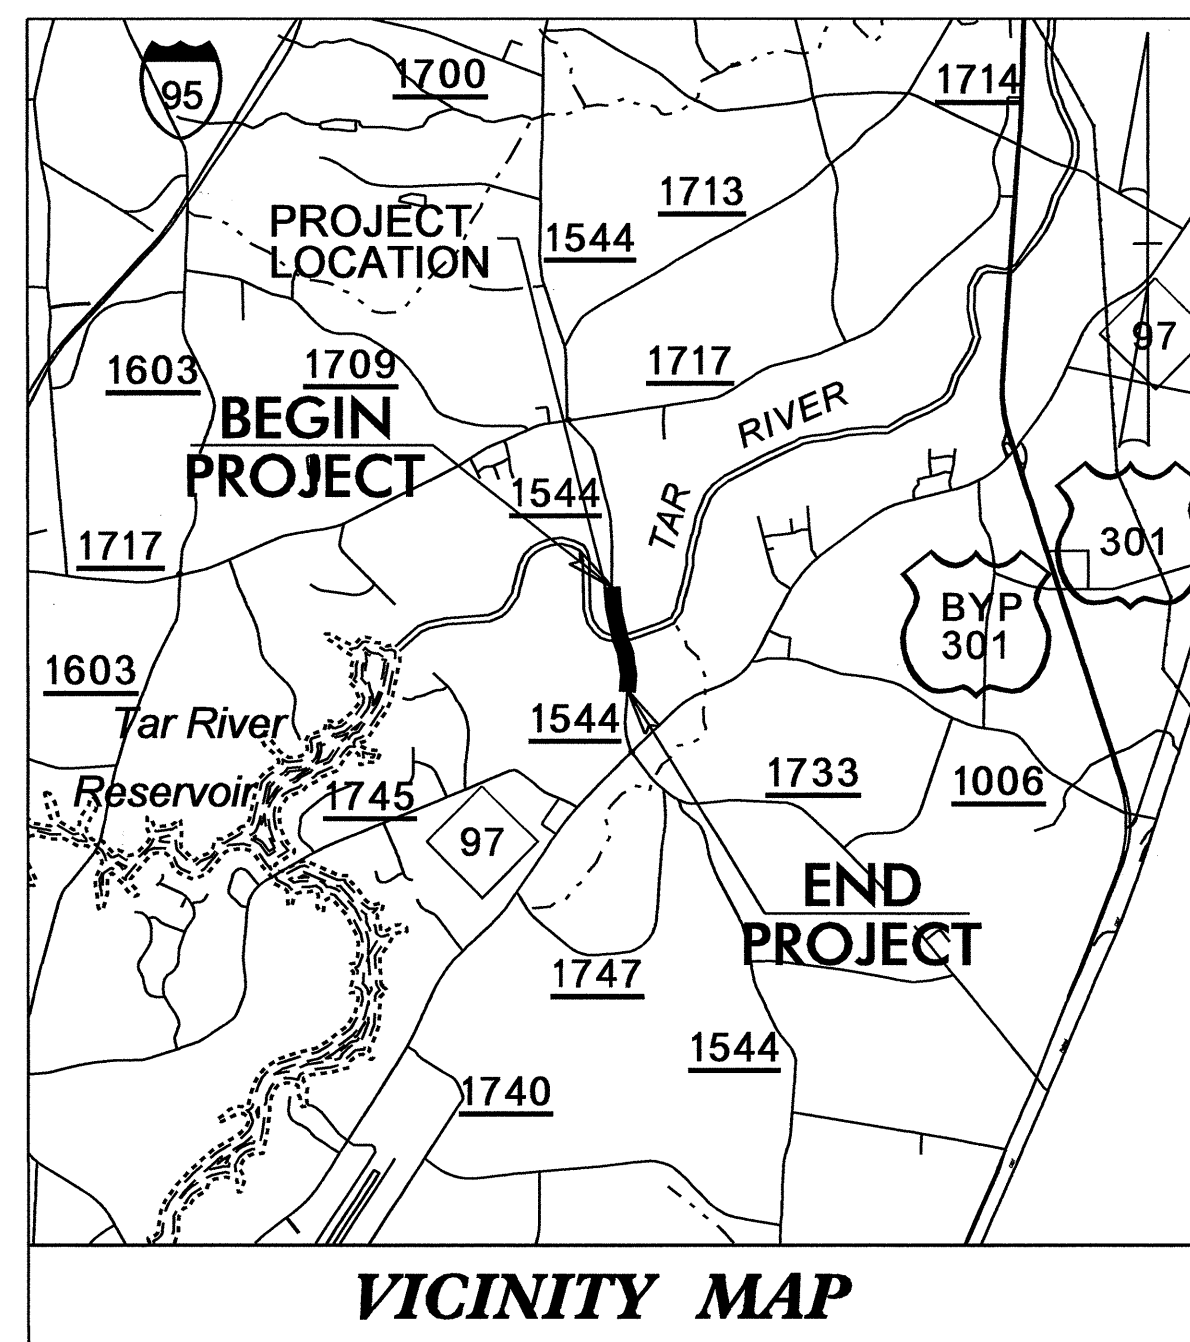 95
1700
1714
1713
PROJECT
LOCATION
1544
97
1603
1709
1717
BEGIN
PROJECT
RIVER
TAR
1544
1717
301
BYP
301
1603
Tar River
Reservoir
1544
1745
1733
1006
97
END
PROJECT
1747
1544
1740
VICINITY MAP